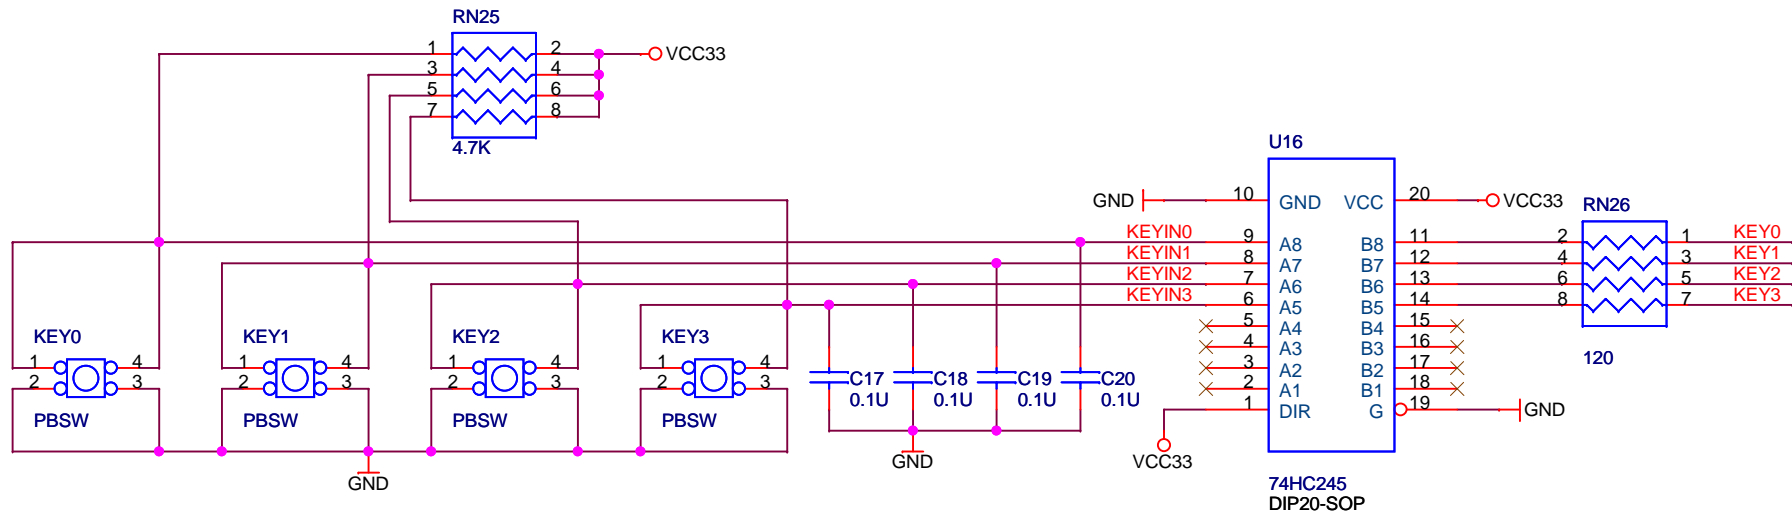 RN25
1 2 VCC33
3 4
5 6
7 8
4.7K
U16
GND 10 GND VCC 20 VCC33 RN26
KEYIN0 9 A8 B8 11 2 1 KEY0
KEYIN1 8 A7 B7 12 4 3 KEY1
KEYIN2 7 A6 B6 13 6 5 KEY2
KEYIN3 6 A5 B5 14 8 7 KEY3
5 A4 B4 15
4 A3 B3 16
3 A2 B2 17
2 A1 B1 18
1 DIR G 19 GND
120
VCC33
74HC245
DIP20-SOP
KEY0 KEY1 KEY2 KEY3
1 4 1 4 1 4 1 4
2 3 2 3 2 3 2 3
PBSW PBSW PBSW PBSW
C17 C18 C19 C20
0.1U 0.1U 0.1U 0.1U
GND
GND